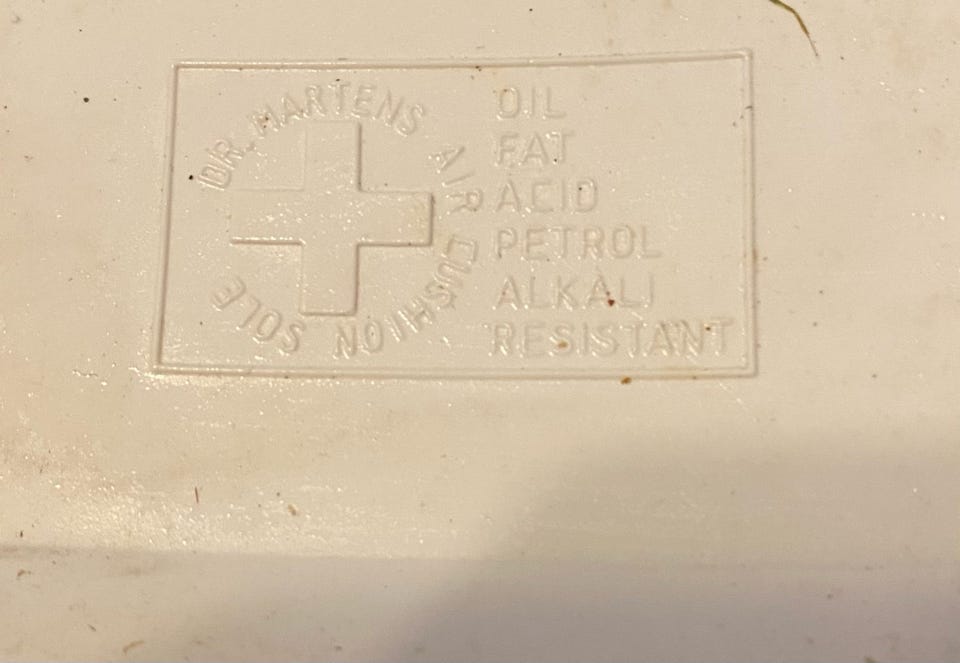 DR. MARTENS AIR CUSHION SOLE
OIL
FAT
ACID
PETROL
ALKALI
RESISTANT